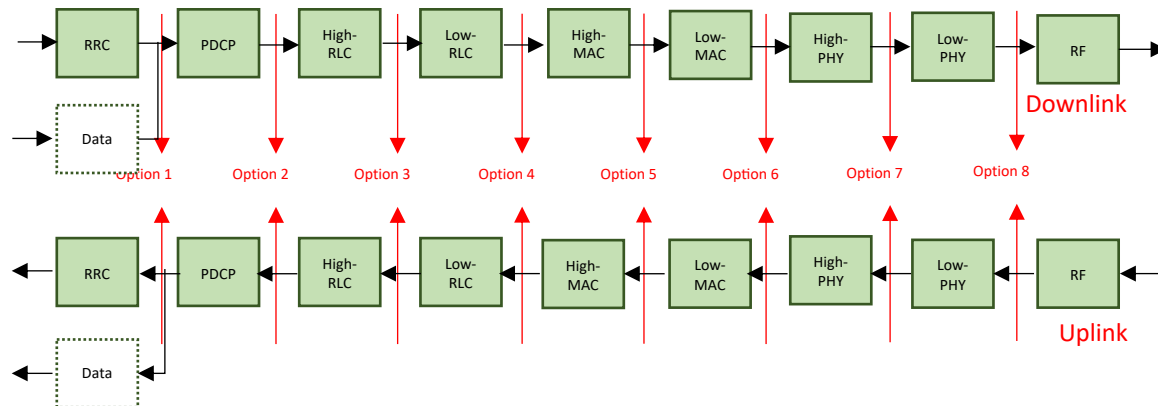 RRC
PDCP
High-
RLC
Low-
RLC
High-
MAC
Low-
MAC
High-
PHY
Low-
PHY
RF
Downlink
Data
Option 1
Option 2
Option 3
Option 4
Option 5
Option 6
Option 7
Option 8
RRC
PDCP
High-
RLC
Low-
RLC
High-
MAC
Low-
MAC
High-
PHY
Low-
PHY
RF
Uplink
Data